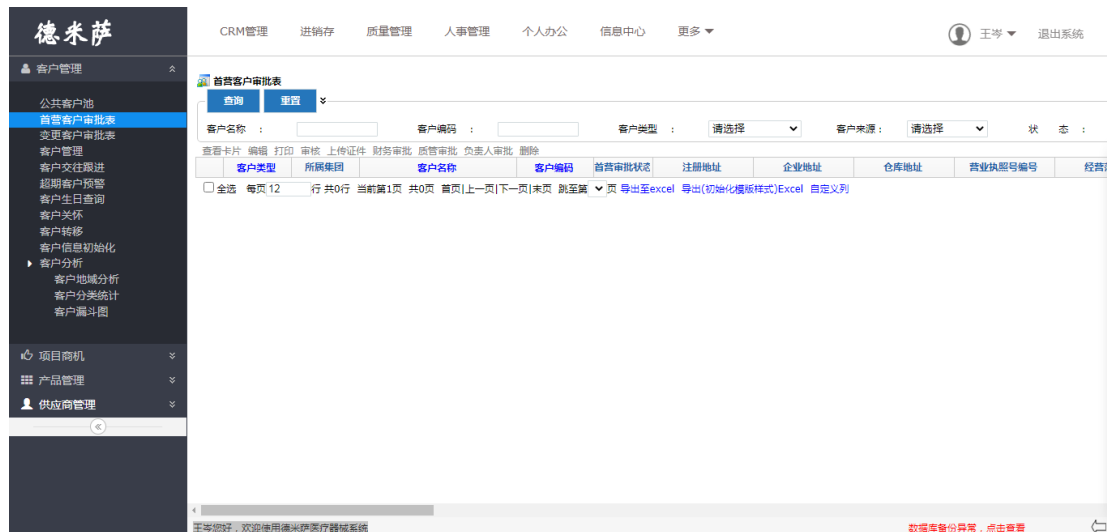 德米萨
CRM管理 进销存 质量管理 人事管理 个人办公 信息中心 更多 王岑 退出系统
客户管理
公共客户池
首营客户审批表
变更客户审批表
客户管理
客户交往跟进
超期客户预警
客户生日查询
客户关怀
客户转移
客户信息初始化
客户分析
客户地域分析
客户分类统计
客户漏斗图
项目商机
产品管理
供应商管理
首营客户审批表
查询 重置
客户名称 : 客户编码 : 客户类型 : 请选择 客户来源 : 请选择 状 态 :
查看卡片 编辑 打印 审核 上传证件 财务审批 质管审批 负责人审批 删除
客户类型 所属集团 客户名称 客户编码 首营审批状态 注册地址 企业地址 仓库地址 营业执照号编号 经营
全选 每页 12 行 共0行 当前第1页 共0页 首页|上一页|下一页|末页 跳至第 页 导出至excel 导出(初始化模版样式)Excel 自定义列
王岑您好，欢迎使用德米萨医疗器械系统 数据库备份异常，点击查看